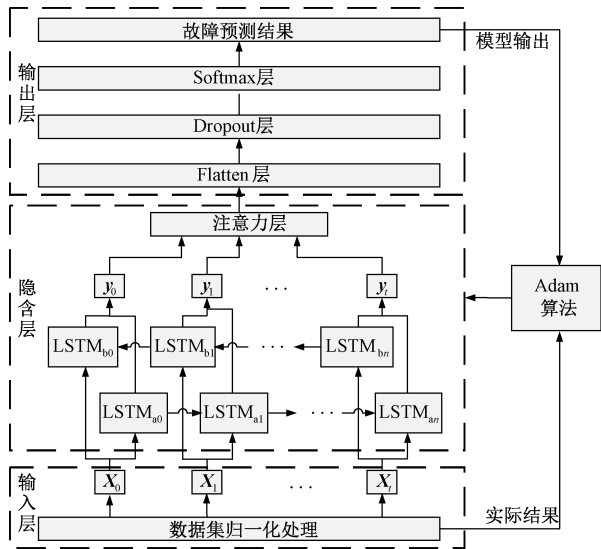 故障预测结果
模型输出
输出层
Softmax层
Dropout层
Flatten层
注意力层
隐含层
y0 y1 ... yt
Adam
算法
LSTMb0 LSTMb1 ... LSTMbn
LSTMa0 LSTMa1 ... LSTMan
输入层
X0 X1 ... Xt
实际结果
数据集归一化处理